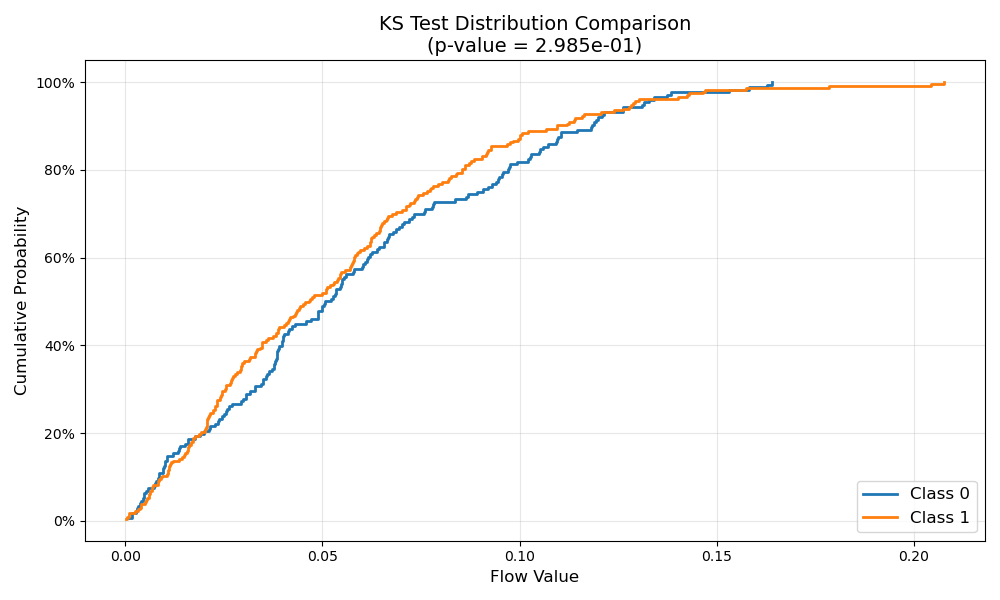 KS Test Distribution Comparison
(p-value = 2.985e-01)
Cumulative Probability
100%
80%
60%
40%
20%
0%
0.00
0.05
0.10
0.15
0.20
Flow Value
Class 0
Class 1